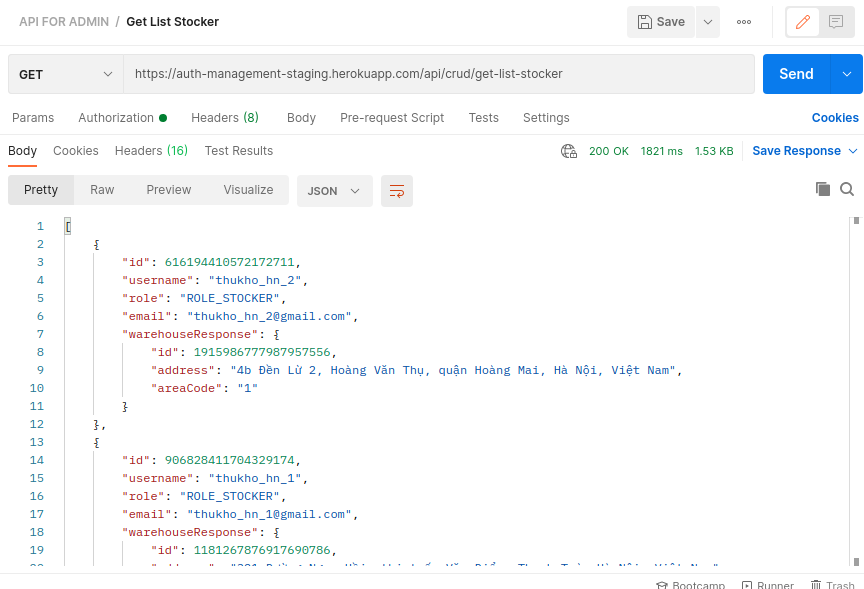 API FOR ADMIN / Get List Stocker
Save
GET https://auth-management-staging.herokuapp.com/api/crud/get-list-stocker Send
Params Authorization Headers (8) Body Pre-request Script Tests Settings Cookies
Body Cookies Headers (16) Test Results 200 OK 1821 ms 1.53 KB Save Response
Pretty Raw Preview Visualize JSON
1 [
2 {
3 "id": 616194410572172711,
4 "username": "thukho_hn_2",
5 "role": "ROLE_STOCKER",
6 "email": "thukho_hn_2@gmail.com",
7 "warehouseResponse": {
8 "id": 1915986777987957556,
9 "address": "4b Đền Lừ 2, Hoàng Văn Thụ, quận Hoàng Mai, Hà Nội, Việt Nam",
10 "areaCode": "1"
11 }
12 },
13 {
14 "id": 906828411704329174,
15 "username": "thukho_hn_1",
16 "role": "ROLE_STOCKER",
17 "email": "thukho_hn_1@gmail.com",
18 "warehouseResponse": {
19 "id": 1181267876917690786,
Bootcamp Runner Trash